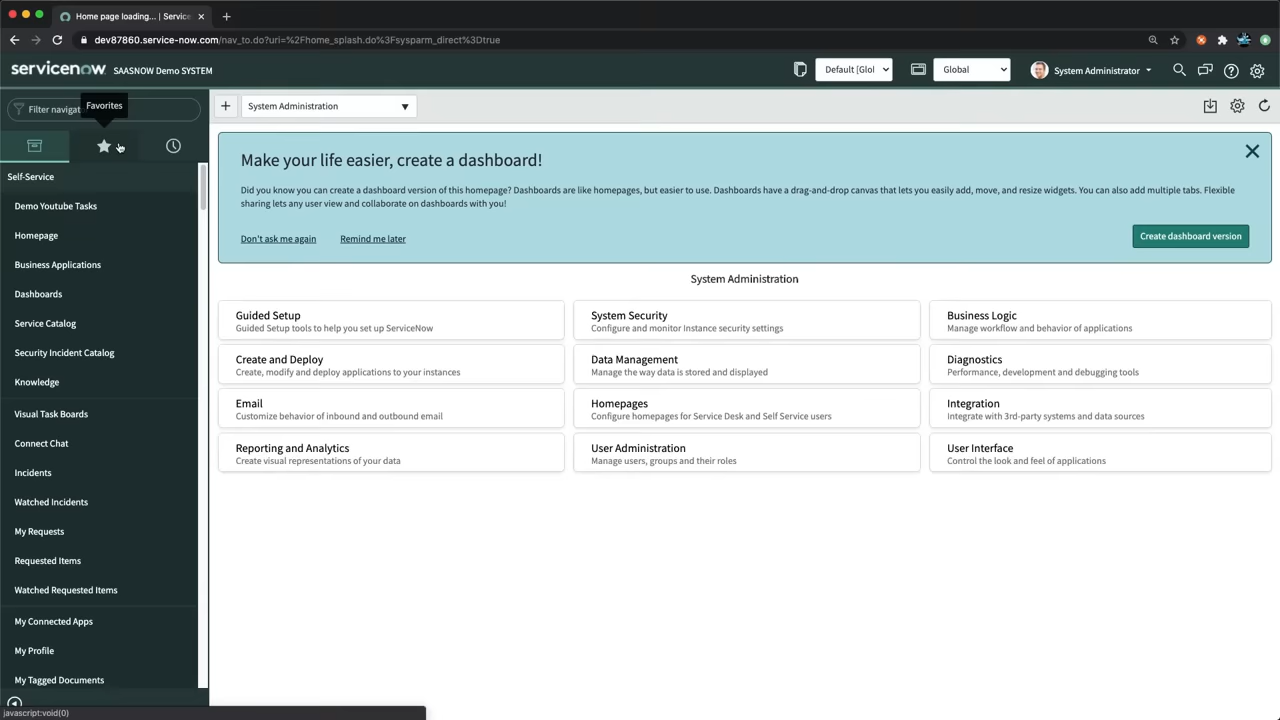 Home page loading... | Service
dev87860.service-now.com/nav_to.do?uri=%2Fhome_splash.do%3Fsysparm_direct%3Dtrue
servicenow SAASNOW Demo SYSTEM
Default [Glol
Global
System Administrator
Filter navigat
Favorites
System Administration
Self-Service
Demo Youtube Tasks
Homepage
Business Applications
Dashboards
Service Catalog
Security Incident Catalog
Knowledge
Visual Task Boards
Connect Chat
Incidents
Watched Incidents
My Requests
Requested Items
Watched Requested Items
My Connected Apps
My Profile
My Tagged Documents
javascript:void(0)
Make your life easier, create a dashboard!
Did you know you can create a dashboard version of this homepage? Dashboards are like homepages, but easier to use. Dashboards have a drag-and-drop canvas that lets you easily add, move, and resize widgets. You can also add multiple tabs. Flexible
sharing lets any user view and collaborate on dashboards with you!
Don't ask me again
Remind me later
Create dashboard version
System Administration
Guided Setup
Guided Setup tools to help you set up ServiceNow
System Security
Configure and monitor Instance security settings
Business Logic
Manage workflow and behavior of applications
Create and Deploy
Create, modify and deploy applications to your instances
Data Management
Manage the way data is stored and displayed
Diagnostics
Performance, development and debugging tools
Email
Customize behavior of inbound and outbound email
Homepages
Configure homepages for Service Desk and Self Service users
Integration
Integrate with 3rd-party systems and data sources
Reporting and Analytics
Create visual representations of your data
User Administration
Manage users, groups and their roles
User Interface
Control the look and feel of applications